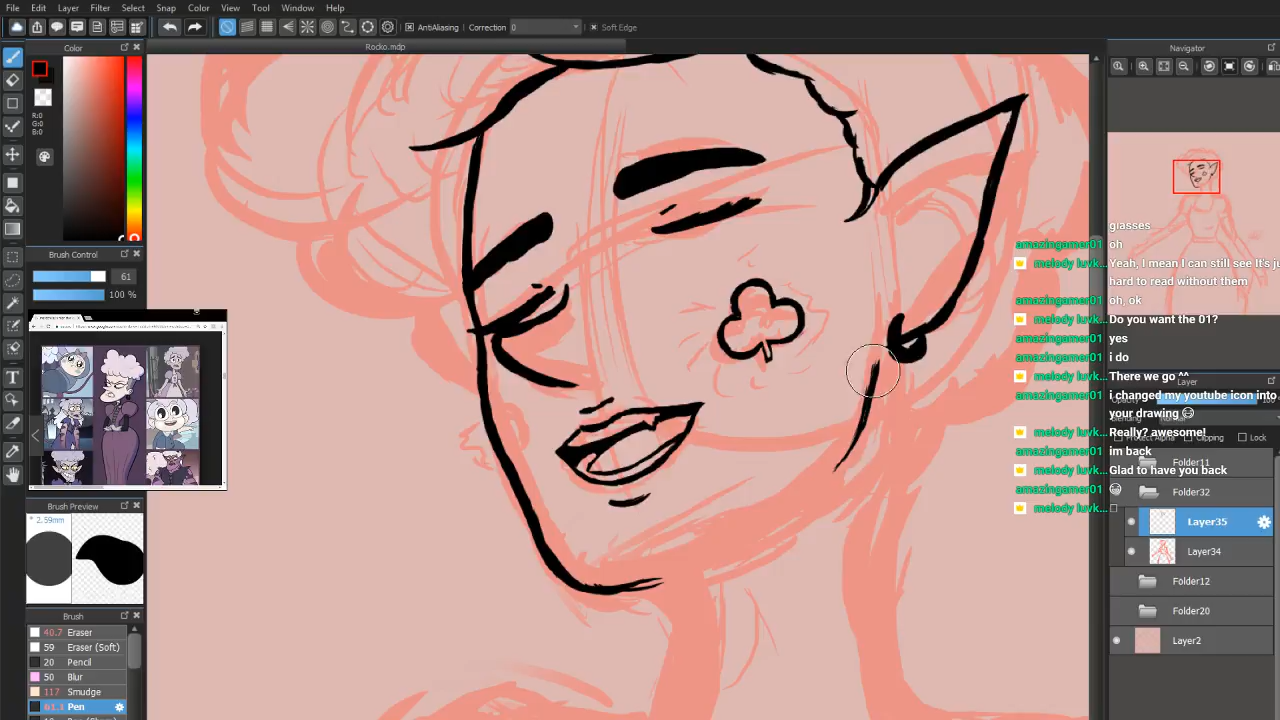 File Edit Layer Filter Select Snap Color View Tool Window Help
AntiAliasing Correction 0 Soft Edge
Rocko.mdp
Color
R:0
G:0
B:0
Brush Control
61
100 %
Brush Preview
* 2.59mm
Brush
40.7 Eraser
59 Eraser (Soft)
20 Pencil
50 Blur
117 Smudge
61.1 Pen
Navigator
glasses
amazingamer01 oh
melody luvk... Yeah, I mean I can still see It's ju
hard to read without them
amazingamer01 oh, ok
melody luvk... Do you want the 01?
amazingamer01 yes
amazingamer01 i do
melody luvk... There we go ^^
amazingamer01 i changed my youtube icon into
your drawing
melody luvk... Really? awesome!
amazingamer01 im back
melody luvk... Glad to have you back
amazingamer01
melody luvk...
Layer
Protect Alpha Clipping Lock
Folder11
Folder32
Layer35
Layer34
Folder12
Folder20
Layer2